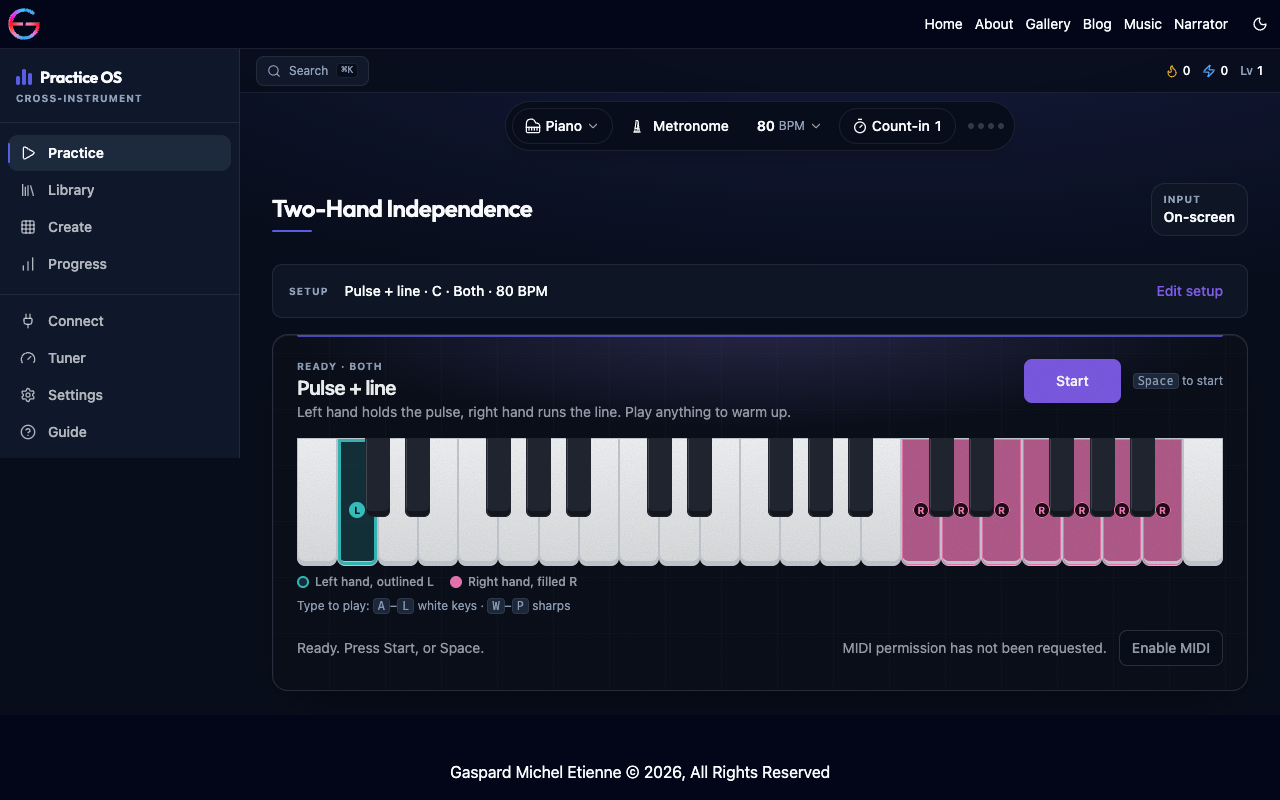 Home About Gallery Blog Music Narrator
Practice OS
CROSS-INSTRUMENT
Search ⌘K
0 0 Lv 1
Piano Metronome 80 BPM Count-in 1
Practice
Library
Create
Progress
Connect
Tuner
Settings
Guide
Two-Hand Independence
INPUT
On-screen
SETUP Pulse + line · C · Both · 80 BPM Edit setup
READY · BOTH
Pulse + line
Left hand holds the pulse, right hand runs the line. Play anything to warm up.
Start Space to start
L R R R R R R R
Left hand, outlined L Right hand, filled R
Type to play: A–L white keys · W–P sharps
Ready. Press Start, or Space. MIDI permission has not been requested. Enable MIDI
Gaspard Michel Etienne © 2026, All Rights Reserved